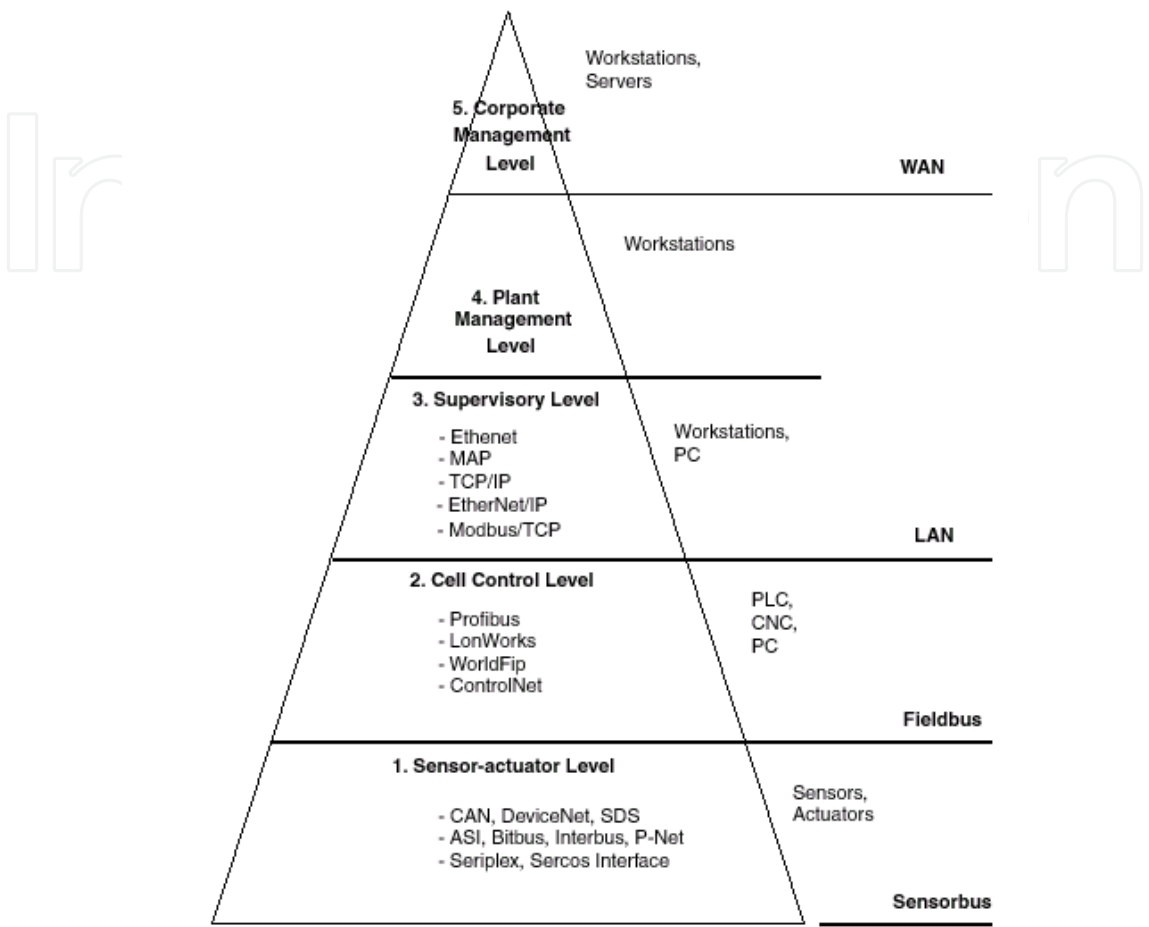 Workstations,
Servers
5. Corporate
Management
Level
WAN
Workstations
4. Plant
Management
Level
3. Supervisory Level
- Ethenet
- MAP
- TCP/IP
- EtherNet/IP
- Modbus/TCP
Workstations,
PC
LAN
2. Cell Control Level
- Profibus
- LonWorks
- WorldFip
- ControlNet
PLC,
CNC,
PC
Fieldbus
1. Sensor-actuator Level
- CAN, DeviceNet, SDS
- ASI, Bitbus, Interbus, P-Net
- Seriplex, Sercos Interface
Sensors,
Actuators
Sensorbus